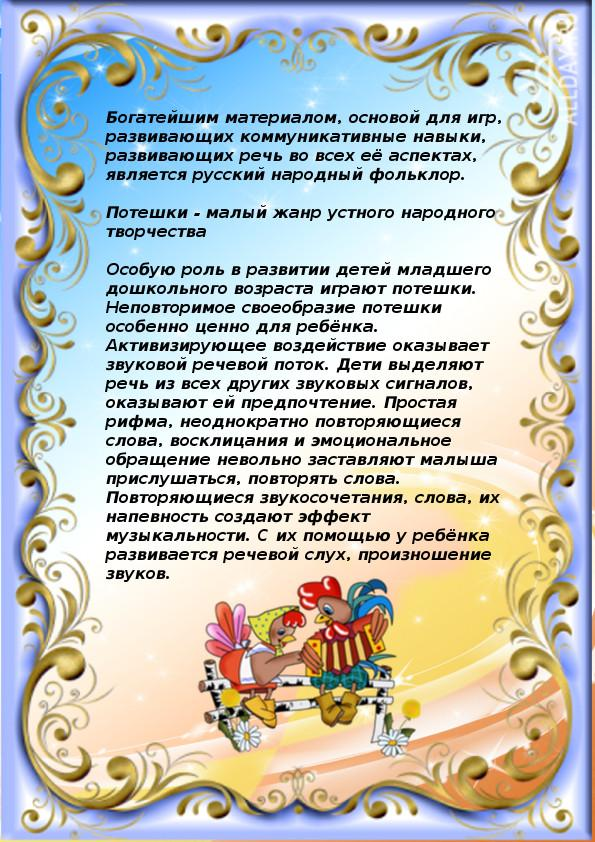 Богатейшим материалом, основой для игр,
развивающих коммуникативные навыки,
развивающих речь во всех её аспектах,
является русский народный фольклор.
Потешки - малый жанр устного народного
творчества
Особую роль в развитии детей младшего
дошкольного возраста играют потешки.
Неповторимое своеобразие потешки
особенно ценно для ребёнка.
Активизирующее воздействие оказывает
звуковой речевой поток. Дети выделяют
речь из всех других звуковых сигналов,
оказывают ей предпочтение. Простая
рифма, неоднократно повторяющиеся
слова, восклицания и эмоциональное
обращение невольно заставляют малыша
прислушаться, повторять слова.
Повторяющиеся звукосочетания, слова, их
напевность создают эффект
музыкальности. С их помощью у ребёнка
развивается речевой слух, произношение
звуков.